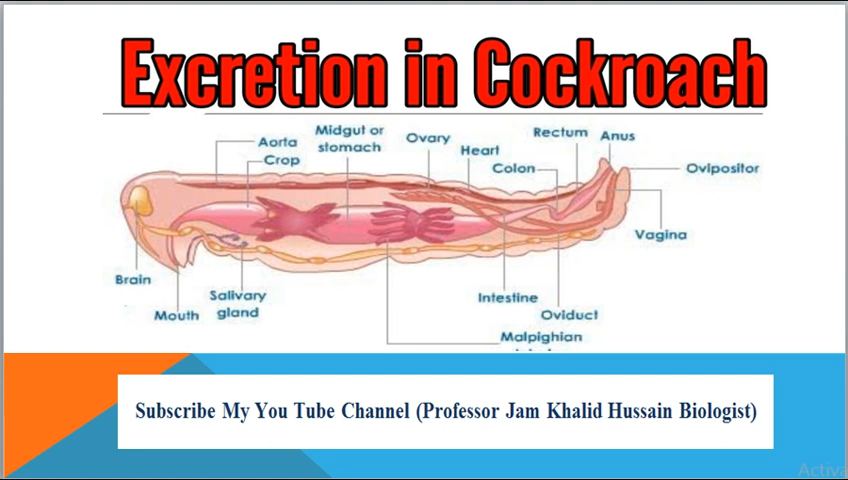 Excretion in Cockroach
Aorta
Crop
Midgut or
stomach
Ovary
Heart
Colon
Rectum
Anus
Ovipositor
Vagina
Brain
Mouth
Salivary
gland
Intestine
Oviduct
Malpighian
Subscribe My You Tube Channel (Professor Jam Khalid Hussain Biologist)
Activa